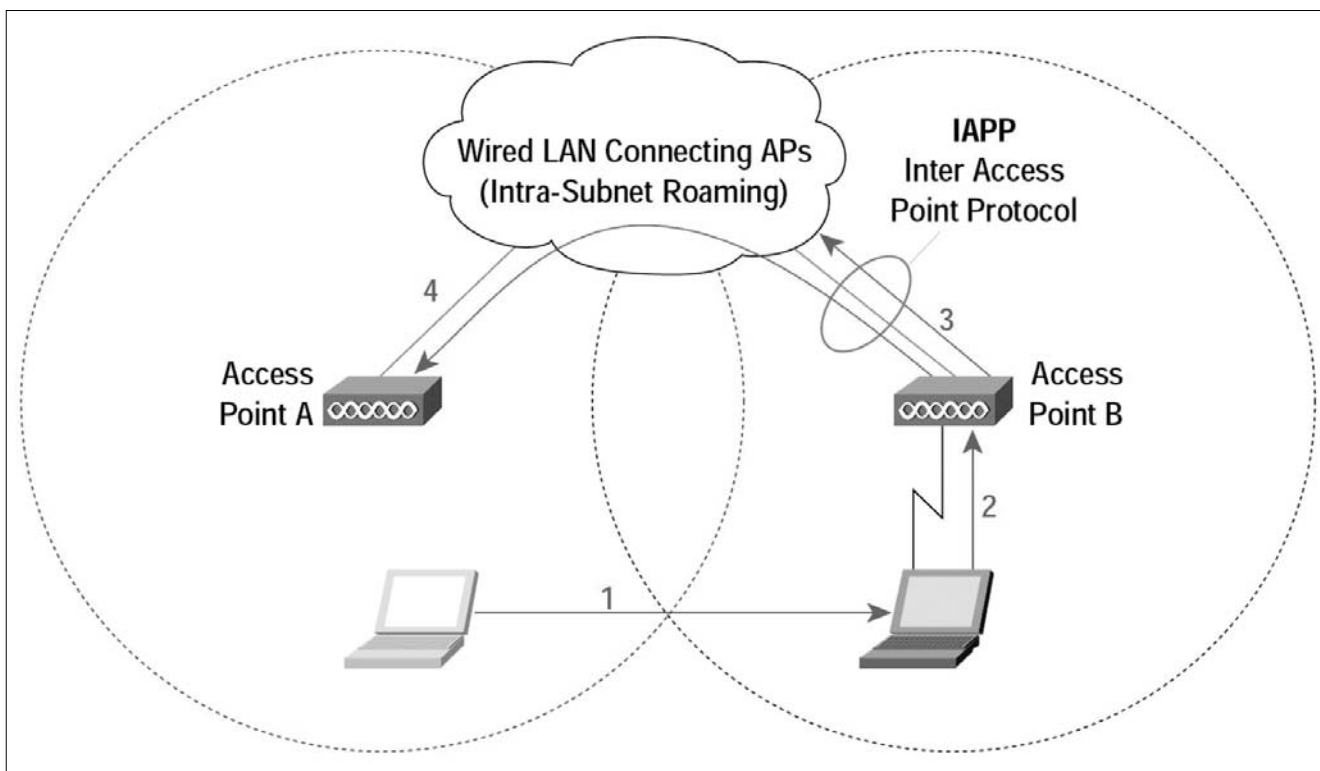 Wired LAN Connecting APs
(Intra-Subnet Roaming)
IAPP
Inter Access
Point Protocol
4
3
Access
Point A
Access
Point B
2
1